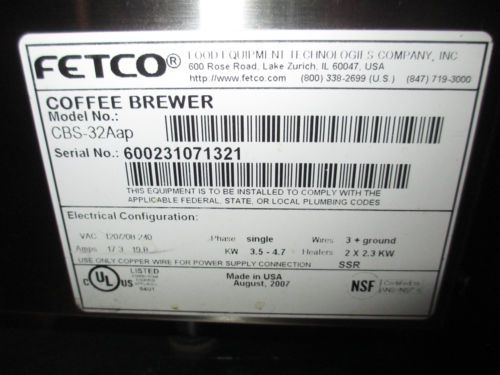 FETCO®
FOOD EQUIPMENT TECHNOLOGIES COMPANY, INC
600 Rose Road, Lake Zurich, IL 60047, USA
http://www.fetco.com (800) 338-2699 (U.S.) (847) 719-3000
COFFEE BREWER
Model No.:
CBS-32Aap
Serial No.: 600231071321
THIS EQUIPMENT IS TO BE INSTALLED TO COMPLY WITH THE
APPLICABLE FEDERAL, STATE, OR LOCAL PLUMBING CODES
Electrical Configuration:
VAC 120/208-240 Phase single Wires 3 + ground
Amps 17.3 19.8 KW 3.5 - 4.7 Heaters 2 X 2.3 KW
USE ONLY COPPER WIRE FOR POWER SUPPLY CONNECTION SSR
C UL US LISTED
Made in USA
August, 2007
NSF